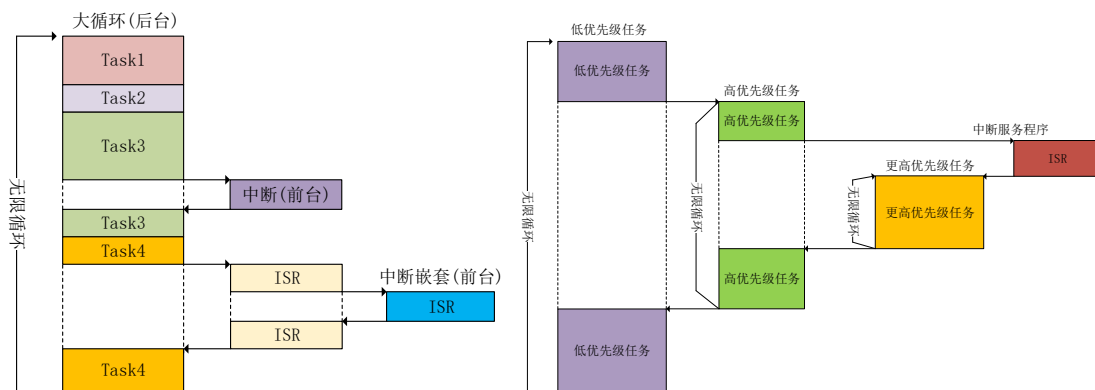 大循环(后台)
Task1
Task2
Task3
中断(前台)
无限循环
Task3
Task4
ISR
中断嵌套(前台)
ISR
ISR
Task4
低优先级任务
低优先级任务
高优先级任务
高优先级任务
中断服务程序
ISR
更高优先级任务
更高优先级任务
无限循环
无限循环
无限循环
高优先级任务
低优先级任务